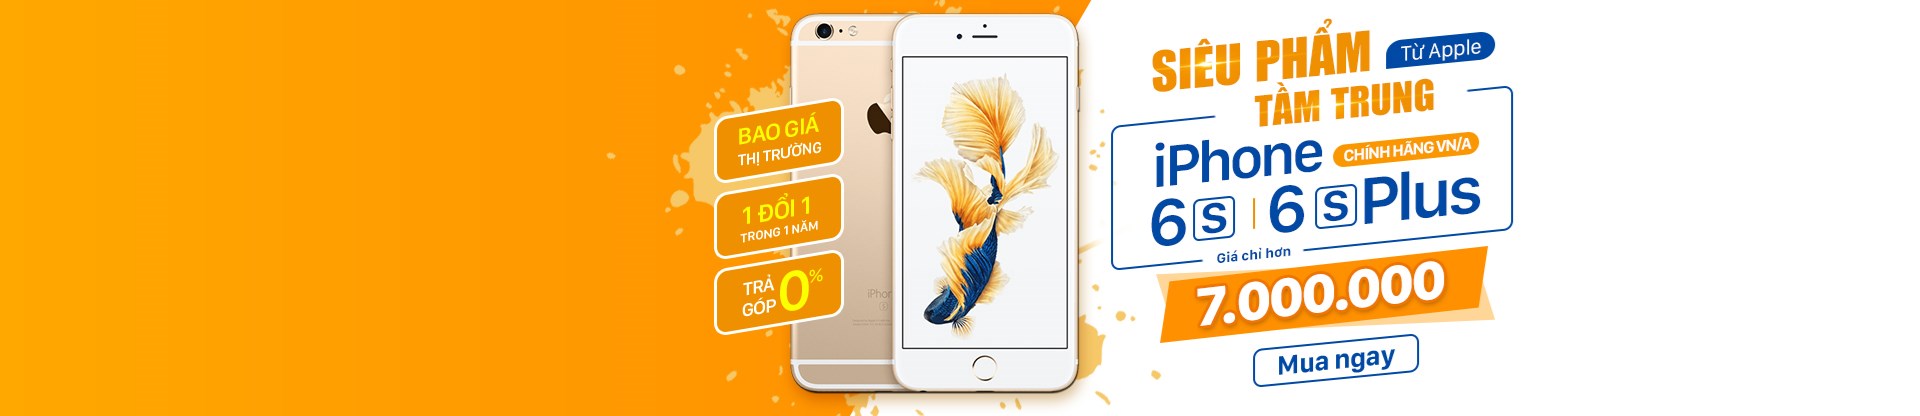 BAO GIÁ
THỊ TRƯỜNG
1 ĐỔI 1
TRONG 1 NĂM
TRẢ
GÓP 0%
SIÊU PHẨM
Từ Apple
TẦM TRUNG
iPhone
CHÍNH HÃNG VN/A
6S | 6S Plus
Giá chỉ hơn
7.000.000
Mua ngay